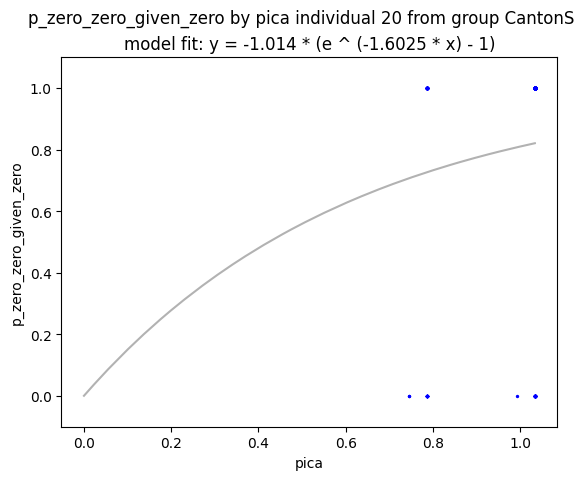 p_zero_zero_given_zero by pica individual 20 from group CantonS
model fit: y = -1.014 * (e ^ (-1.6025 * x) - 1)
1.0
0.8
0.6
0.4
0.2
0.0
p_zero_zero_given_zero
0.0 0.2 0.4 0.6 0.8 1.0
pica